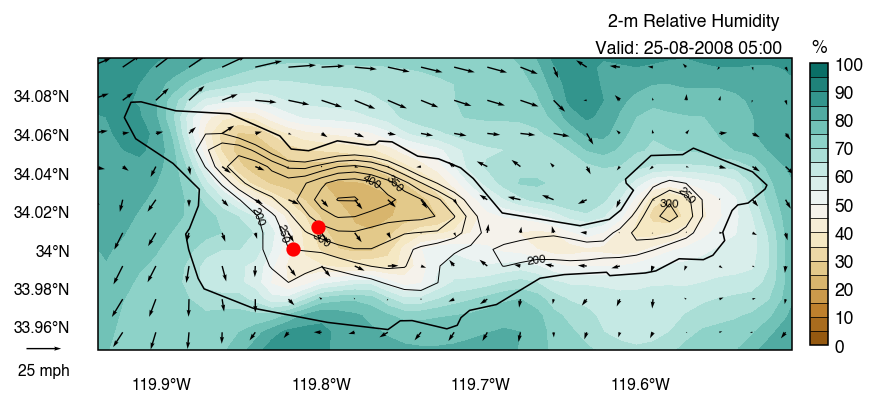 2-m Relative Humidity
Valid: 25-08-2008 05:00
%
100
90
80
70
60
50
40
30
20
10
0
34.08°N
34.06°N
34.04°N
34.02°N
34°N
33.98°N
33.96°N
400
350
200
250
300
250
300
200
25 mph
119.9°W
119.8°W
119.7°W
119.6°W